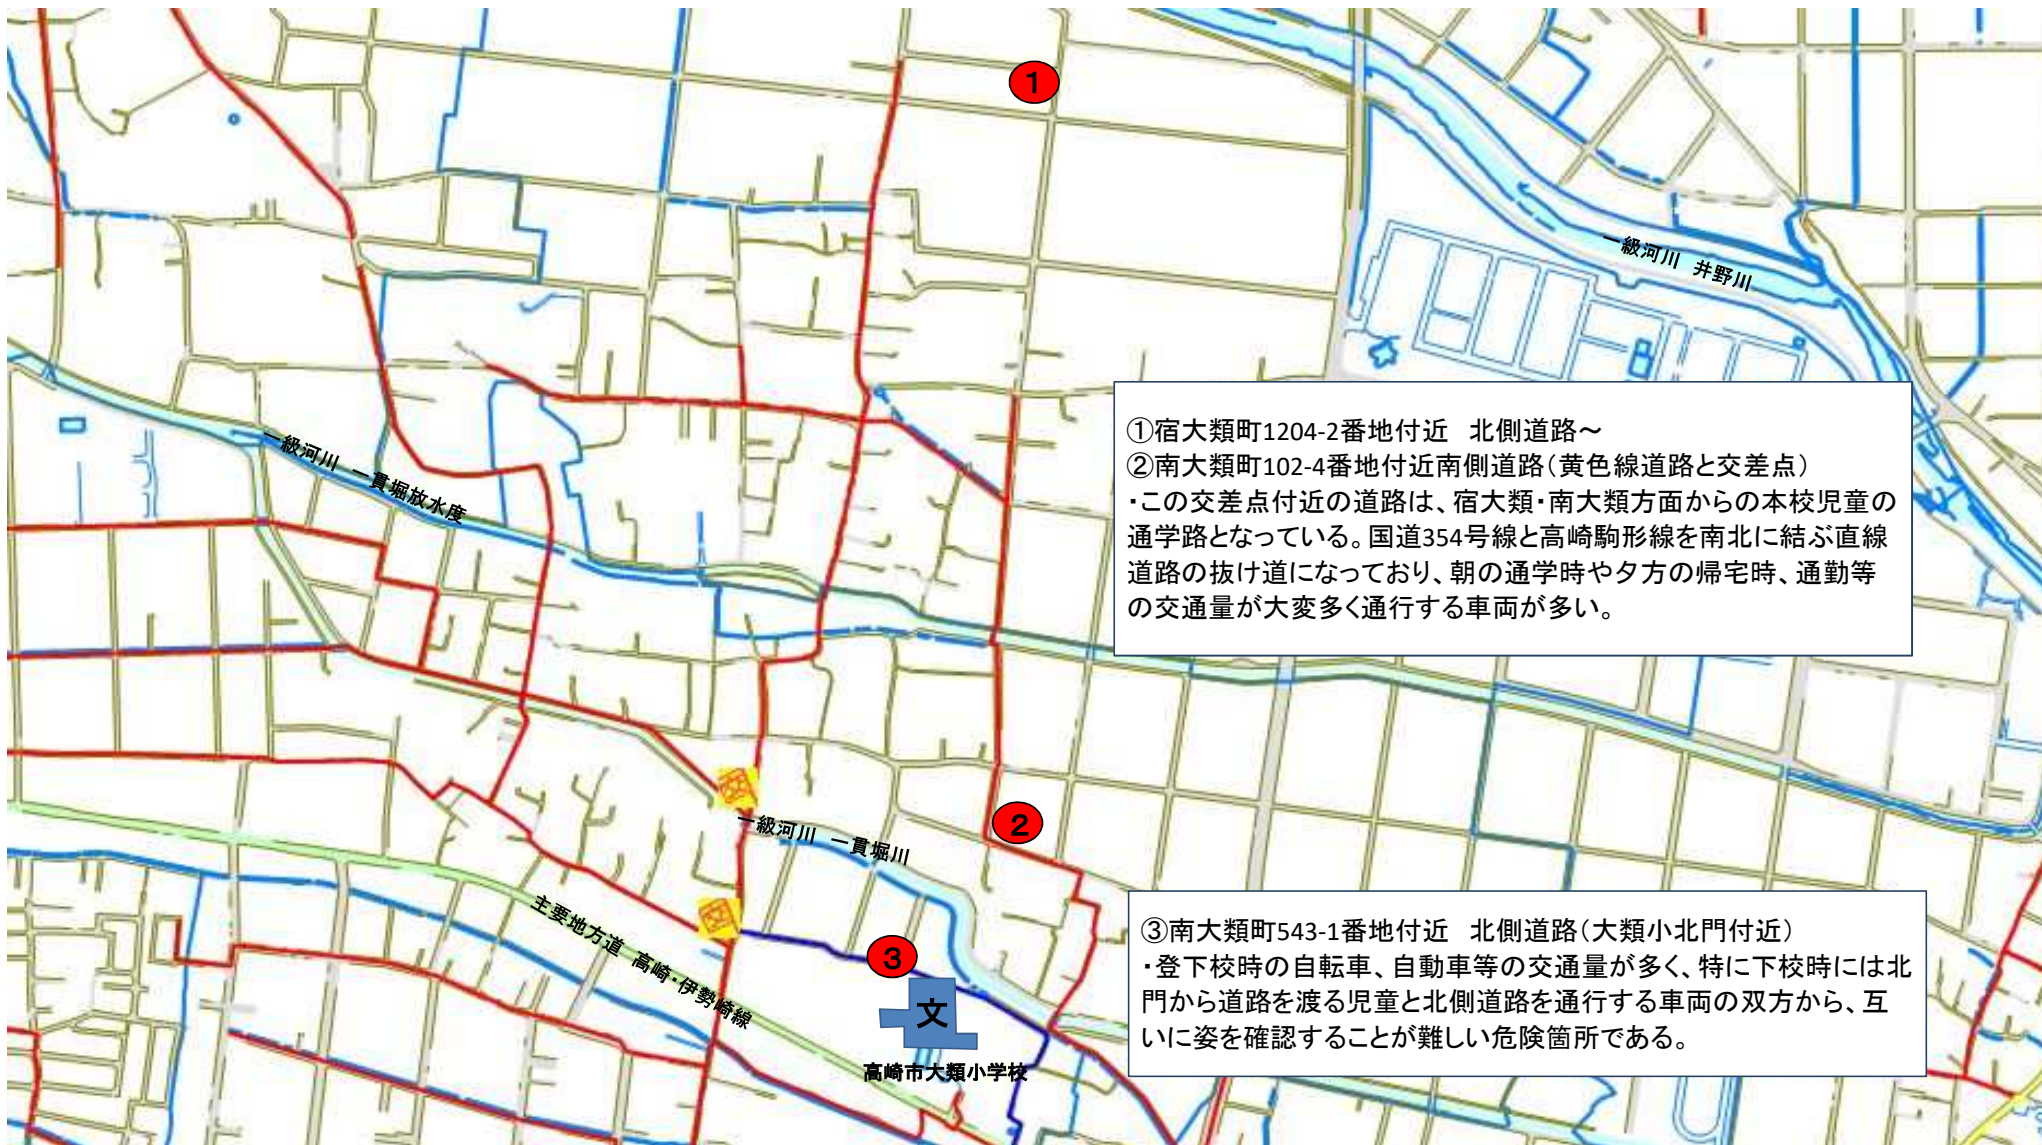 1
一級河川 井野川
①宿大類町1204-2番地付近 北側道路～
②南大類町102-4番地付近南側道路(黄色線道路と交差点)
・この交差点付近の道路は、宿大類・南大類方面からの本校児童の
通学路となっている。国道354号線と高崎駒形線を南北に結ぶ直線
道路の抜け道になっており、朝の通学時や夕方の帰宅時、通勤等
の交通量が大変多く通行する車両が多い。
一級河川 一貫堀放水度
2
一級河川 一貫堀川
主要地方道 高崎・伊勢崎線
3
文
高崎市大類小学校
③南大類町543-1番地付近 北側道路(大類小北門付近)
・登下校時の自転車、自動車等の交通量が多く、特に下校時には北
門から道路を渡る児童と北側道路を通行する車両の双方から、互
いに姿を確認することが難しい危険箇所である。